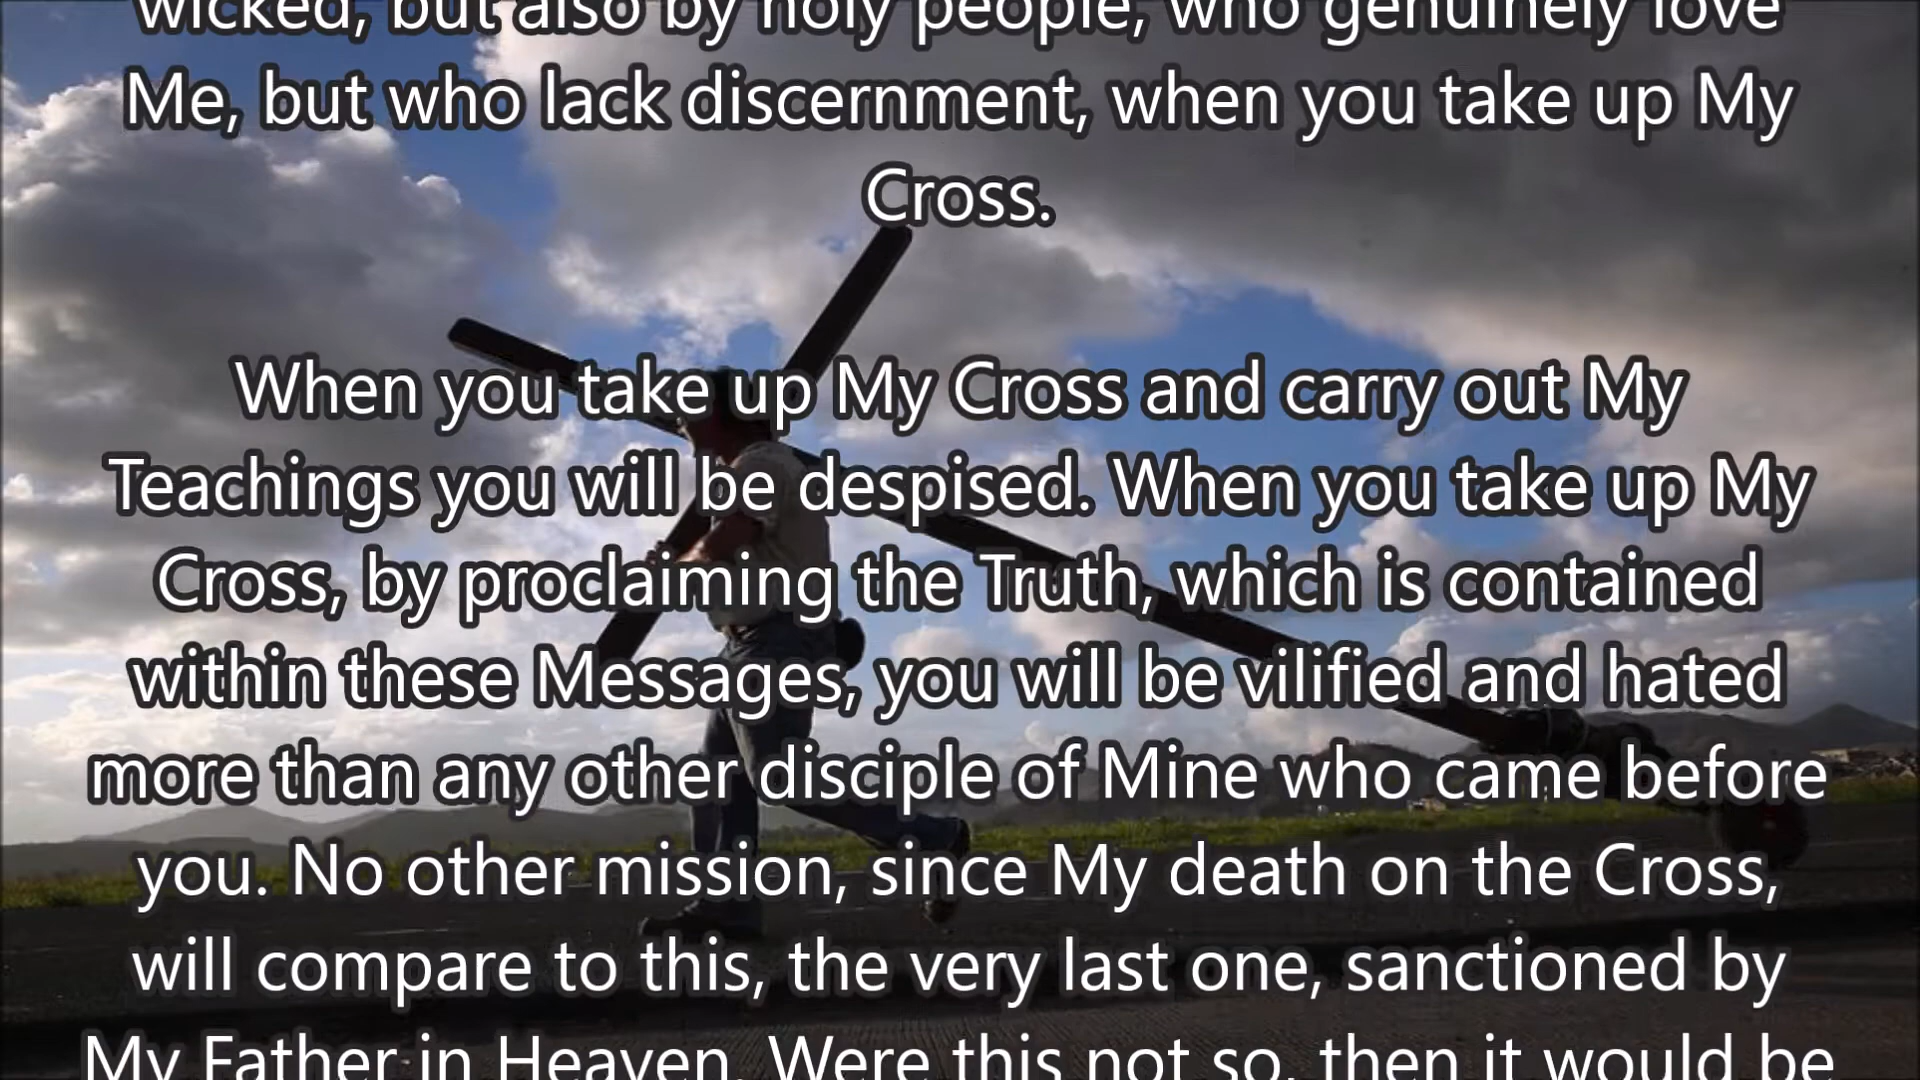 wicked, but also by holy people, who genuinely love
Me, but who lack discernment, when you take up My
Cross.
When you take up My Cross and carry out My
Teachings you will be despised. When you take up My
Cross, by proclaiming the Truth, which is contained
within these Messages, you will be vilified and hated
more than any other disciple of Mine who came before
you. No other mission, since My death on the Cross,
will compare to this, the very last one, sanctioned by
My Father in Heaven. Were this not so, then it would be